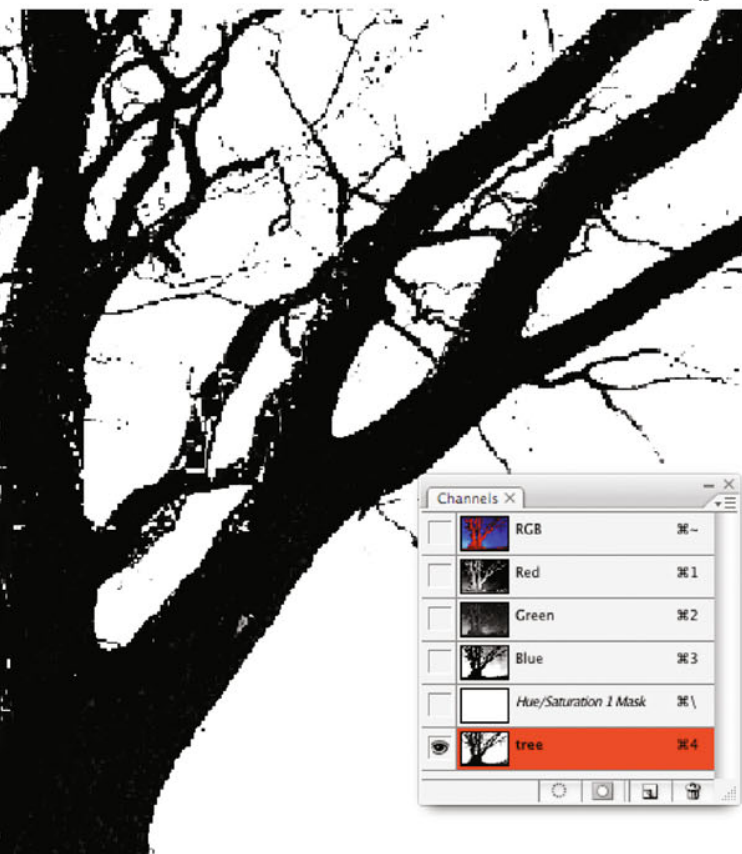 Channels ×
RGB ⌘~
Red ⌘1
Green ⌘2
Blue ⌘3
Hue/Saturation 1 Mask ⌘\
tree ⌘4